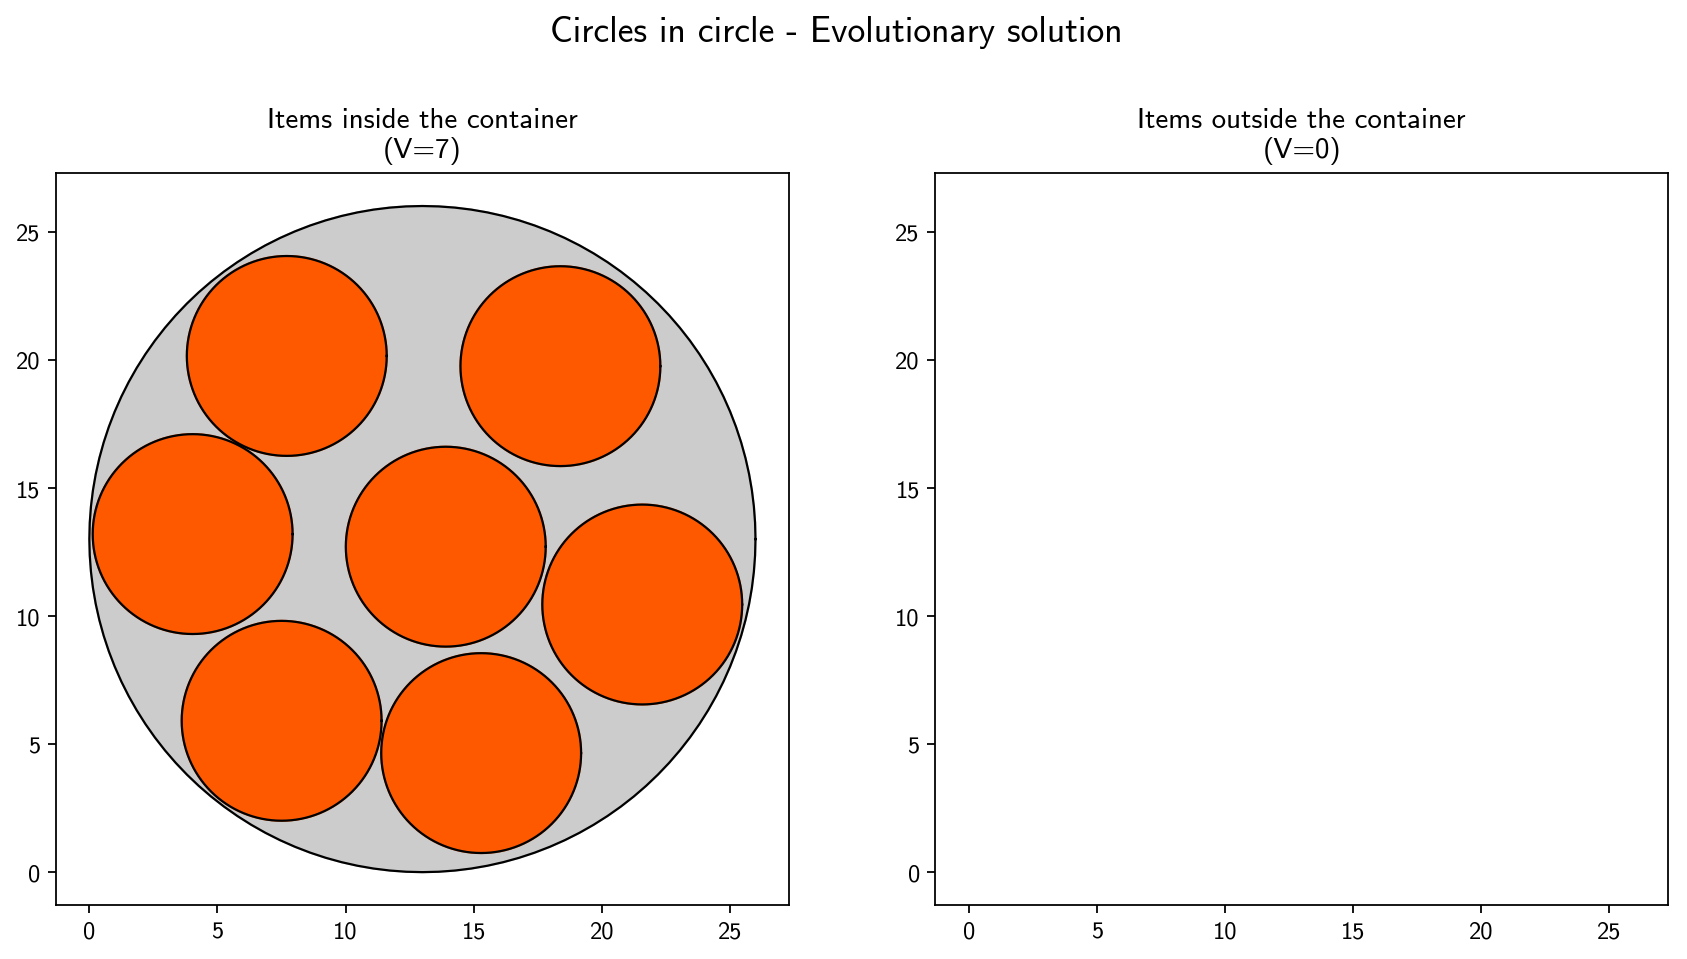 Circles in circle - Evolutionary solution
Items inside the container
(V=7)
25
20
15
10
5
0
0 5 10 15 20 25
Items outside the container
(V=0)
25
20
15
10
5
0
0 5 10 15 20 25